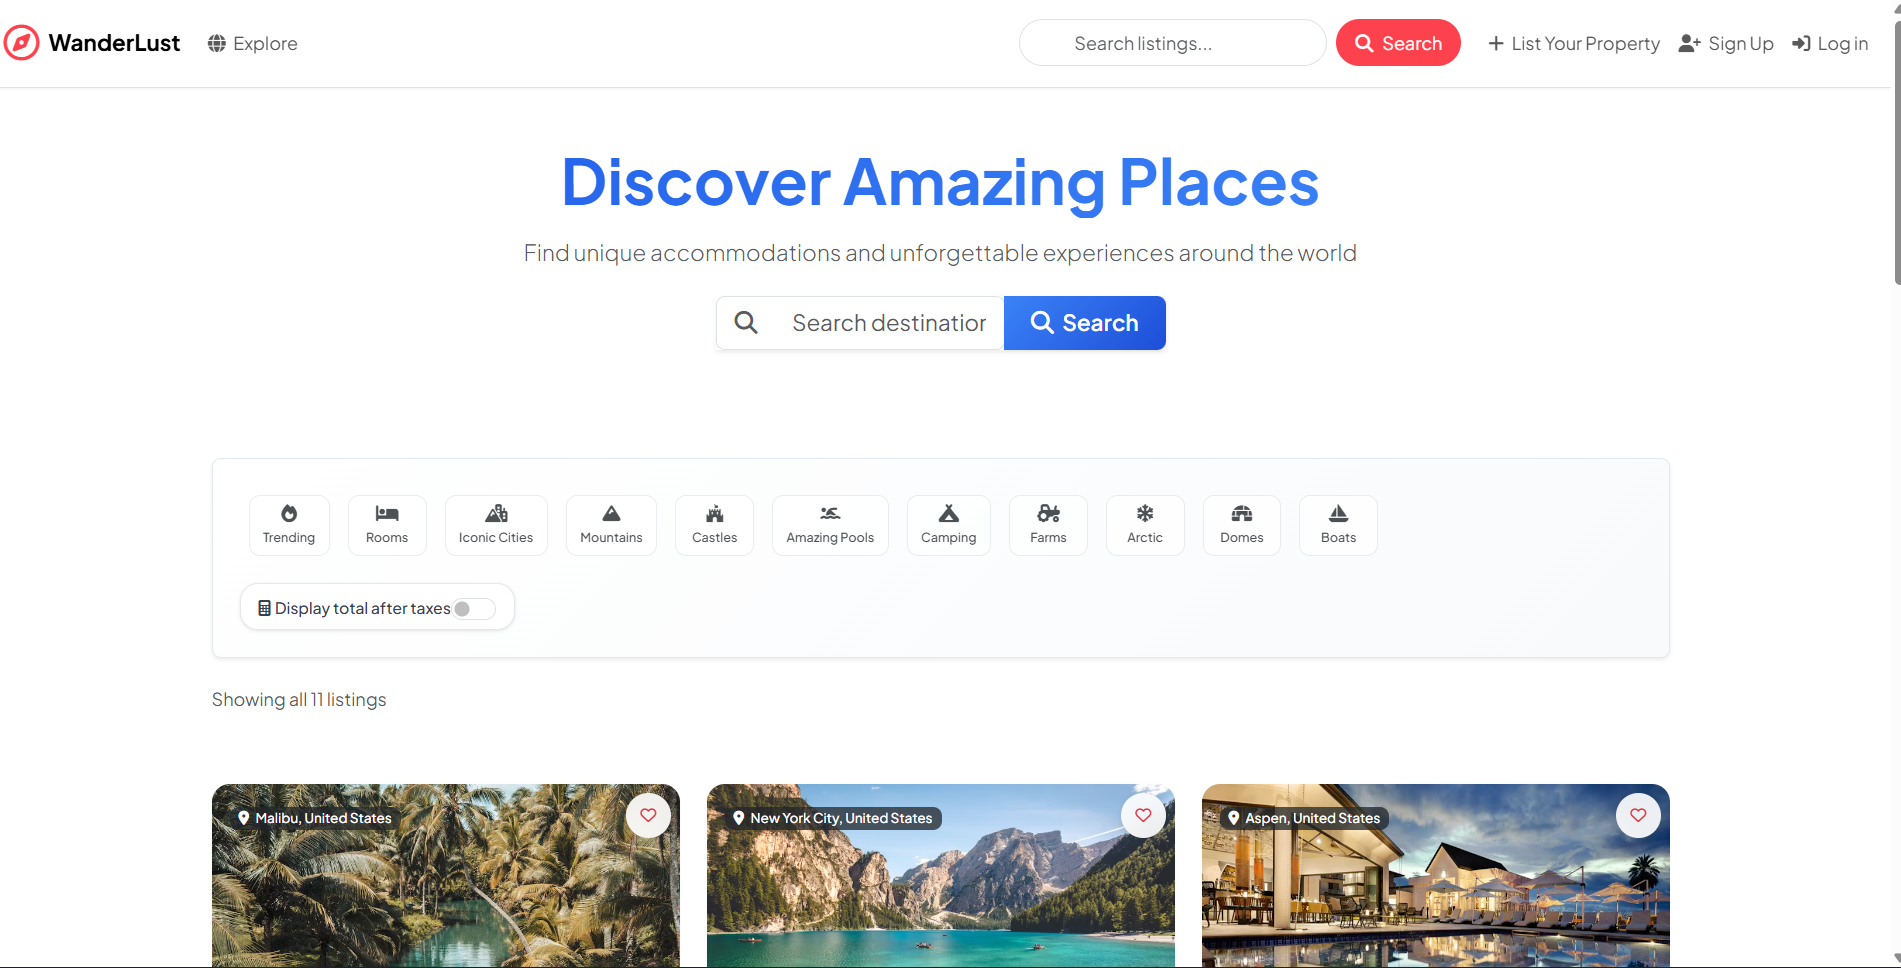 WanderLust Explore Search listings... Search List Your Property Sign Up Log in
Discover Amazing Places
Find unique accommodations and unforgettable experiences around the world
Search destination Search
Trending Rooms Iconic Cities Mountains Castles Amazing Pools Camping Farms Arctic Domes Boats
Display total after taxes
Showing all 11 listings
Malibu, United States New York City, United States Aspen, United States